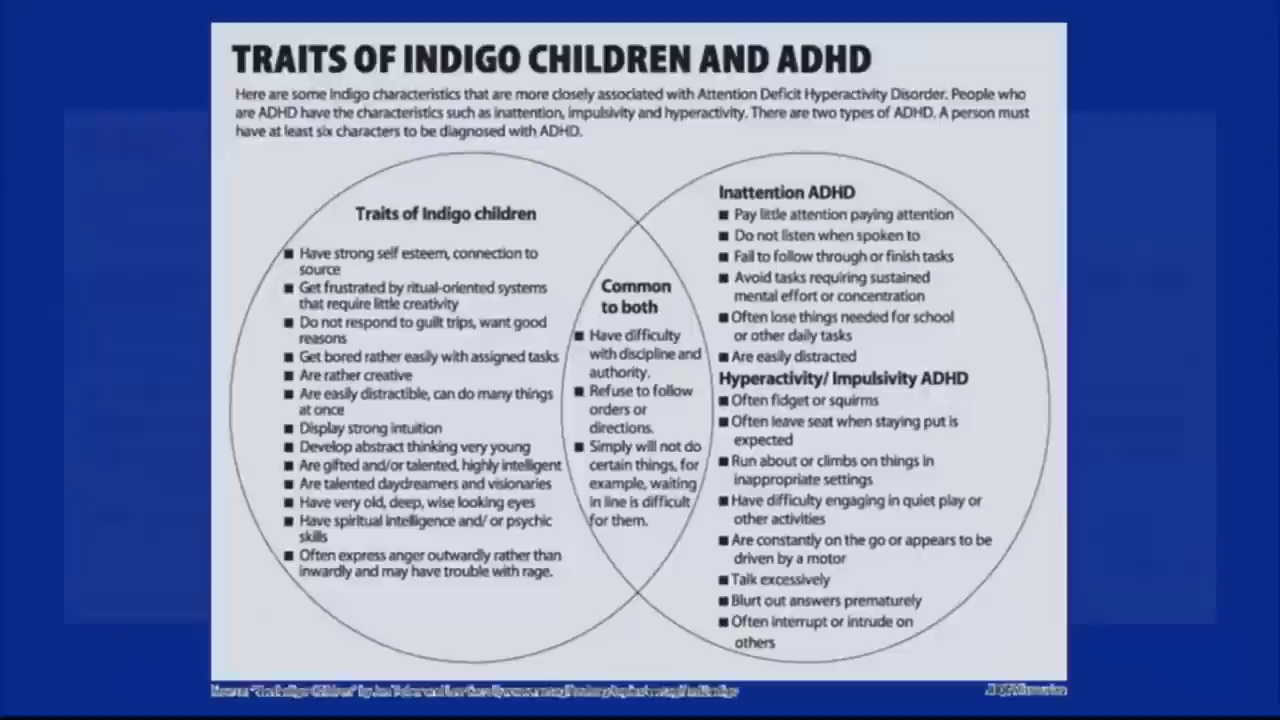 TRAITS OF INDIGO CHILDREN AND ADHD
Here are some Indigo characteristics that are more closely associated with Attention Deficit Hyperactivity Disorder. People who
are ADHD have the characteristics such as inattention, impulsivity and hyperactivity. There are two types of ADHD. A person must
have at least six characters to be diagnosed with ADHD.
Traits of Indigo children
■ Have strong self esteem, connection to
source
■ Get frustrated by ritual-oriented systems
that require little creativity
■ Do not respond to guilt trips, want good
reasons
■ Get bored rather easily with assigned tasks
■ Are rather creative
■ Are easily distractible, can do many things
at once
■ Display strong intuition
■ Develop abstract thinking very young
■ Are gifted and/or talented, highly intelligent
■ Are talented daydreamers and visionaries
■ Have very old, deep, wise looking eyes
■ Have spiritual intelligence and/ or psychic
skills
■ Often express anger outwardly rather than
inwardly and may have trouble with rage.
Common
to both
■ Have difficulty
with discipline and
authority.
■ Refuse to follow
orders or
directions.
■ Simply will not do
certain things, for
example, waiting
in line is difficult
for them.
Inattention ADHD
■ Pay little attention paying attention
■ Do not listen when spoken to
■ Fail to follow through or finish tasks
■ Avoid tasks requiring sustained
mental effort or concentration
■ Often lose things needed for school
or other daily tasks
■ Are easily distracted
Hyperactivity/ Impulsivity ADHD
■ Often fidget or squirms
■ Often leave seat when staying put is
expected
■ Run about or climbs on things in
inappropriate settings
■ Have difficulty engaging in quiet play or
other activities
■ Are constantly on the go or appears to be
driven by a motor
■ Talk excessively
■ Blurt out answers prematurely
■ Often interrupt or intrude on
others